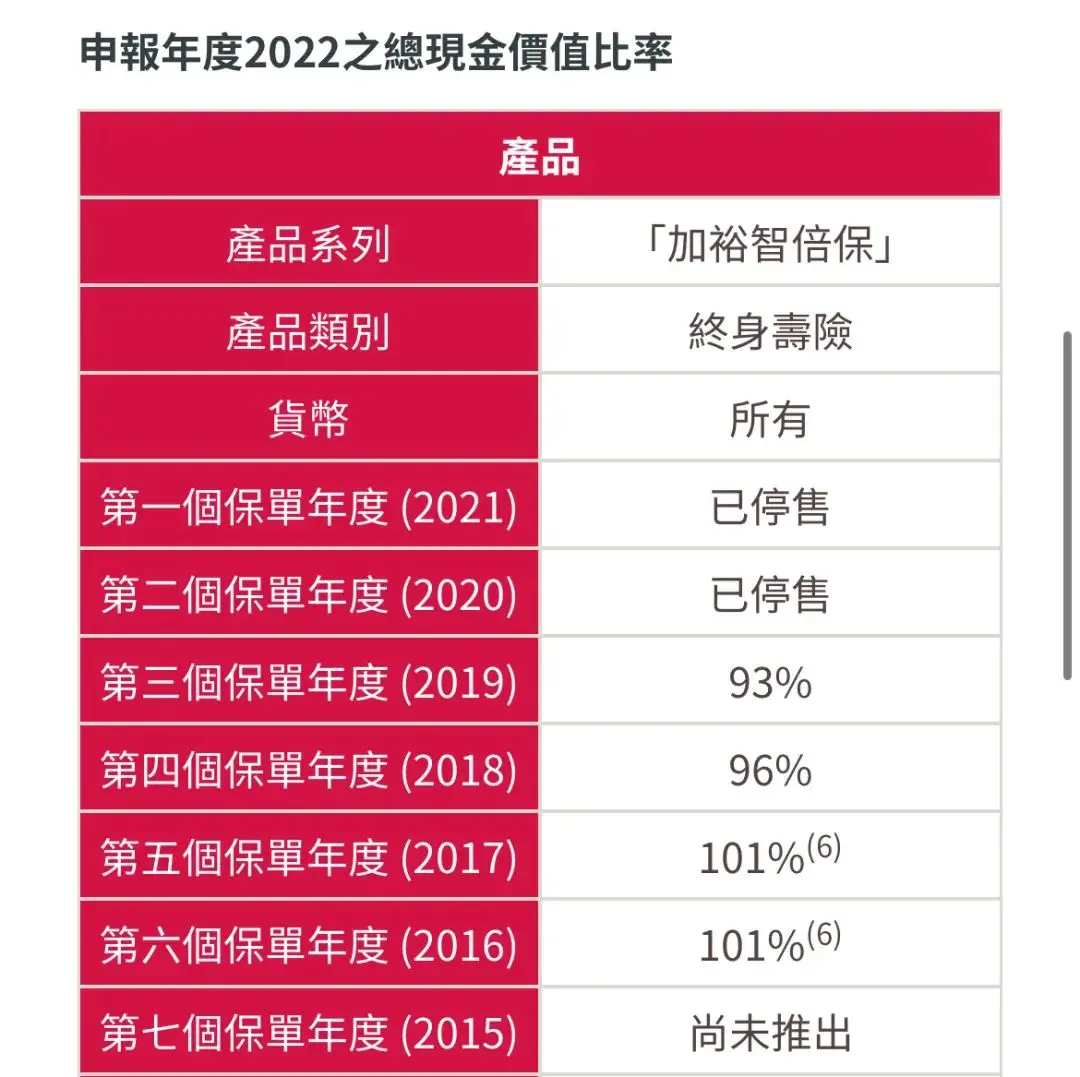 申報年度2022之總現金價值比率
產品
產品系列 「加裕智倍保」
產品類別 終身壽險
貨幣 所有
第一個保單年度 (2021) 已停售
第二個保單年度 (2020) 已停售
第三個保單年度 (2019) 93%
第四個保單年度 (2018) 96%
第五個保單年度 (2017) 101%(6)
第六個保單年度 (2016) 101%(6)
第七個保單年度 (2015) 尚未推出